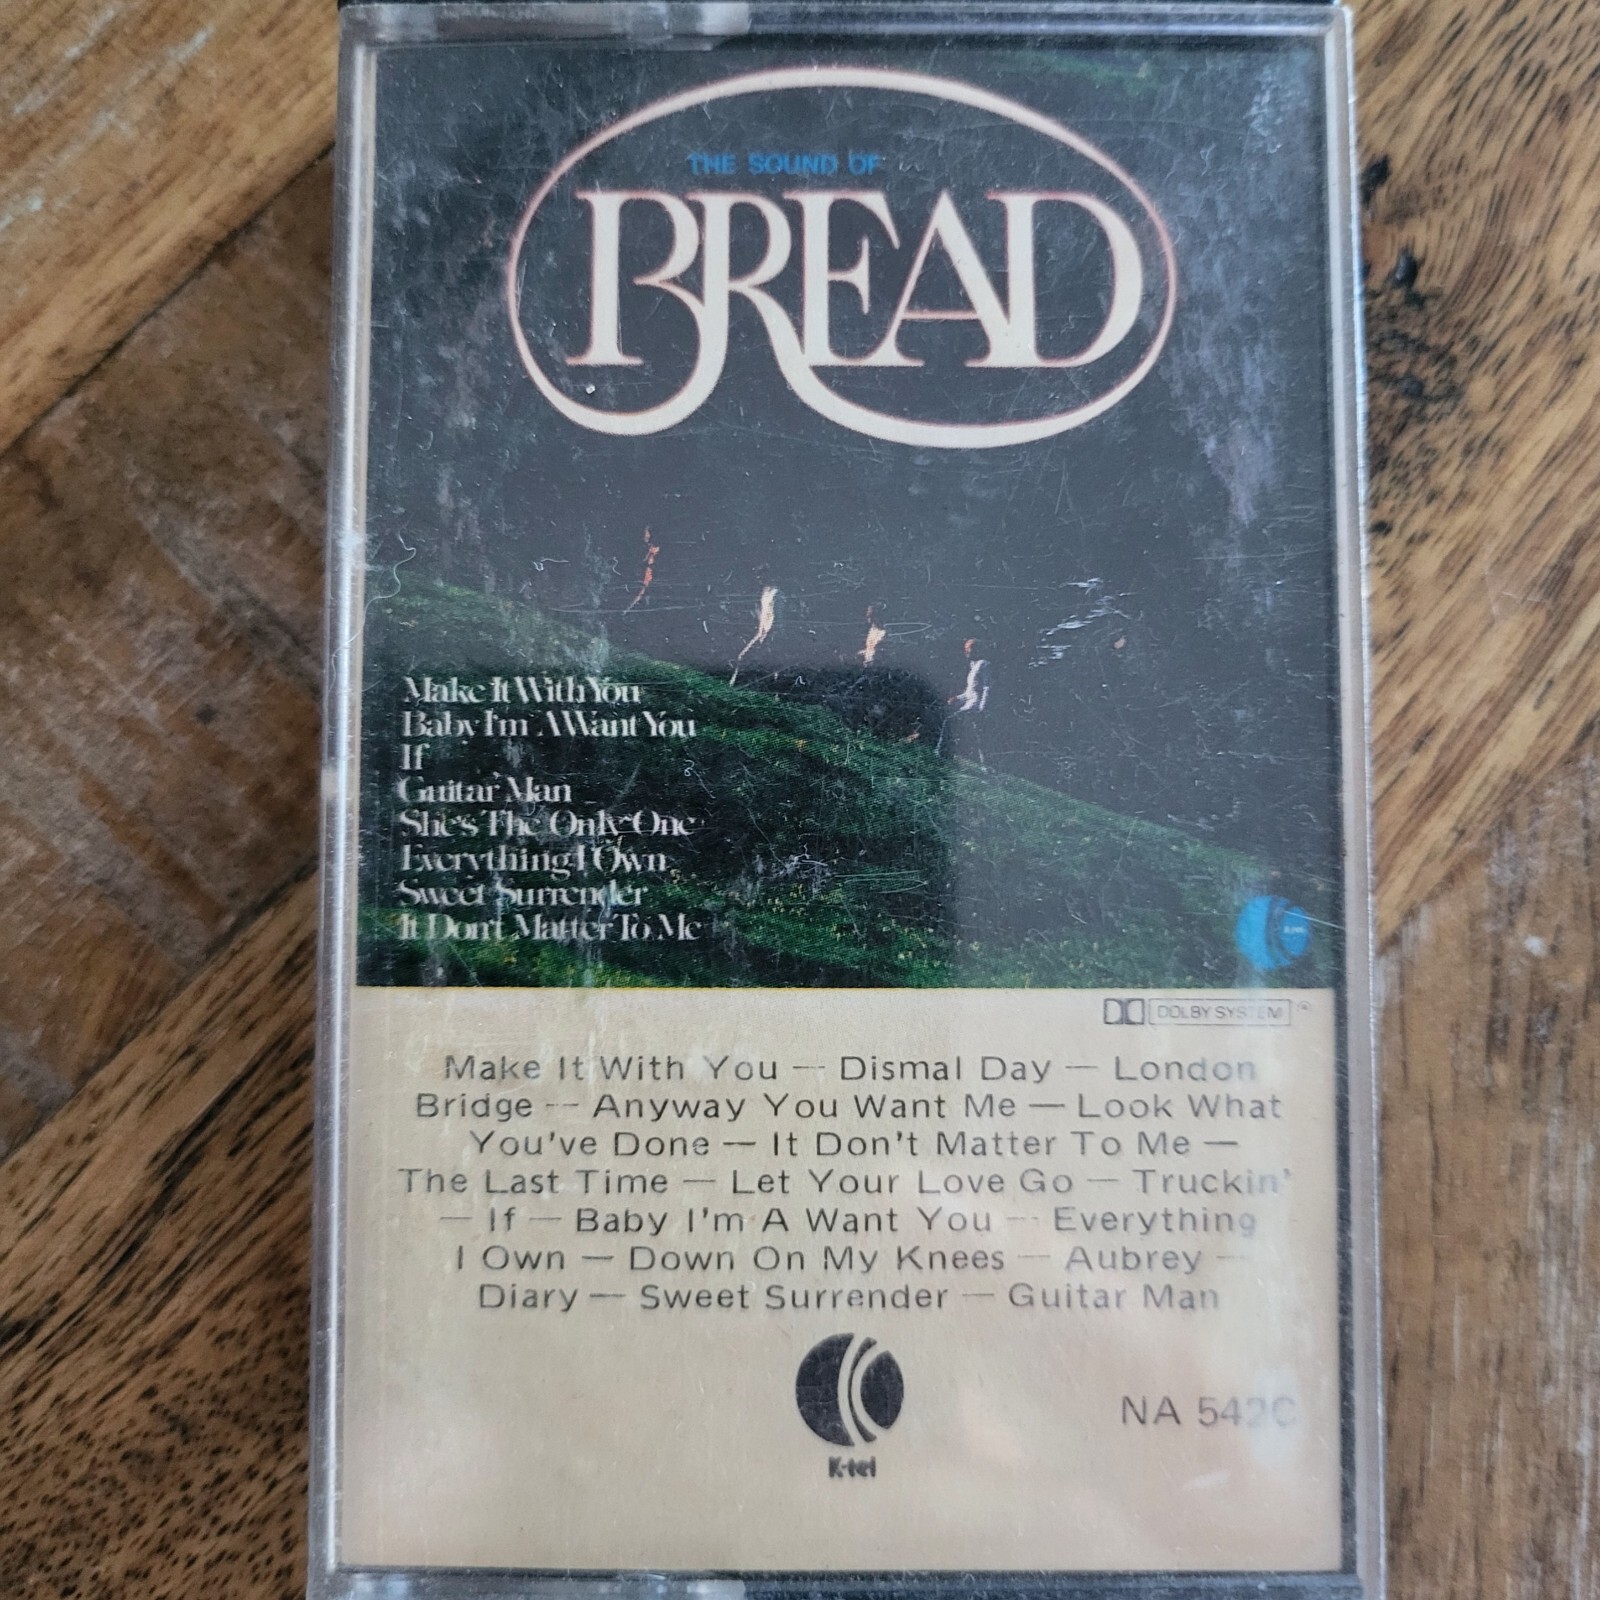 THE SOUND OF
BREAD
Make It With You
Baby I'm A Want You
If
Guitar Man
She's The Only One
Everything I Own
Sweet Surrender
It Don't Matter To Me
K-tel
DOLBY SYSTEM ®
Make It With You — Dismal Day — London
Bridge — Anyway You Want Me — Look What
You've Done — It Don't Matter To Me —
The Last Time — Let Your Love Go — Truckin'
— If — Baby I'm A Want You — Everything
I Own — Down On My Knees — Aubrey —
Diary — Sweet Surrender — Guitar Man
K-tel
NA 542C